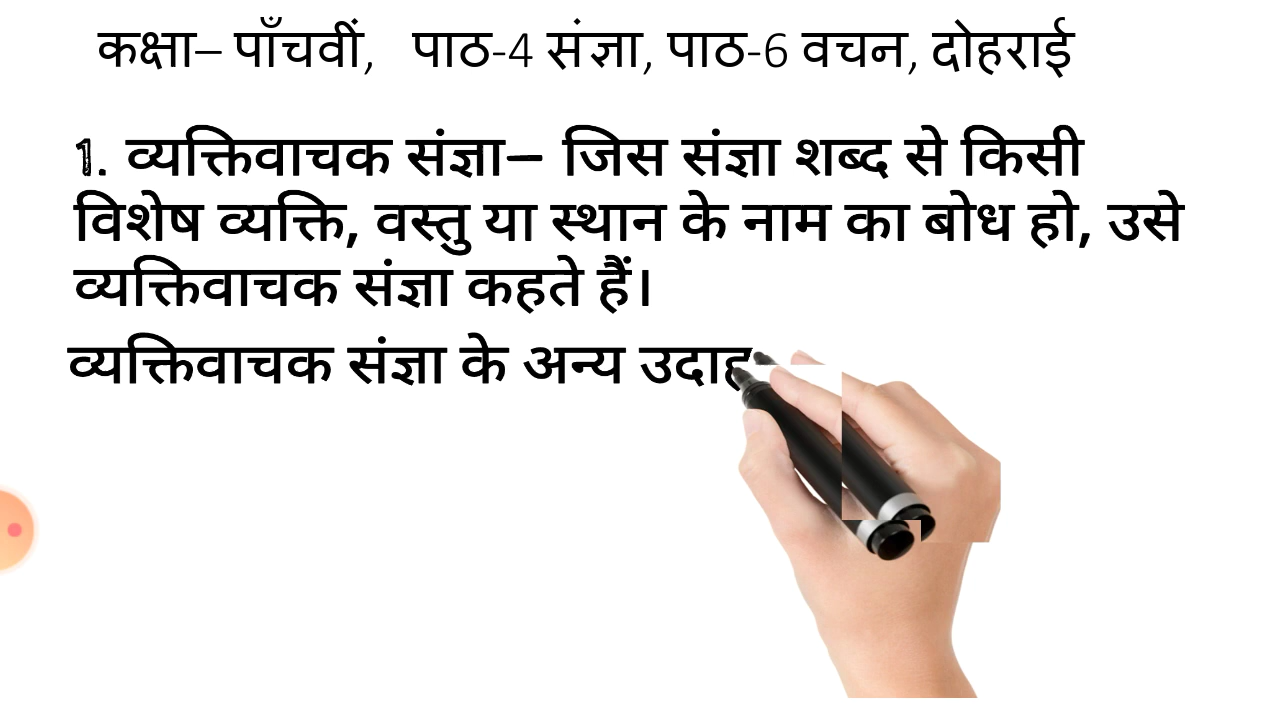 कक्षा– पाँचवीं, पाठ-4 संज्ञा, पाठ-6 वचन, दोहराई
1. व्यक्तिवाचक संज्ञा– जिस संज्ञा शब्द से किसी
विशेष व्यक्ति, वस्तु या स्थान के नाम का बोध हो, उसे
व्यक्तिवाचक संज्ञा कहते हैं।
व्यक्तिवाचक संज्ञा के अन्य उदाह